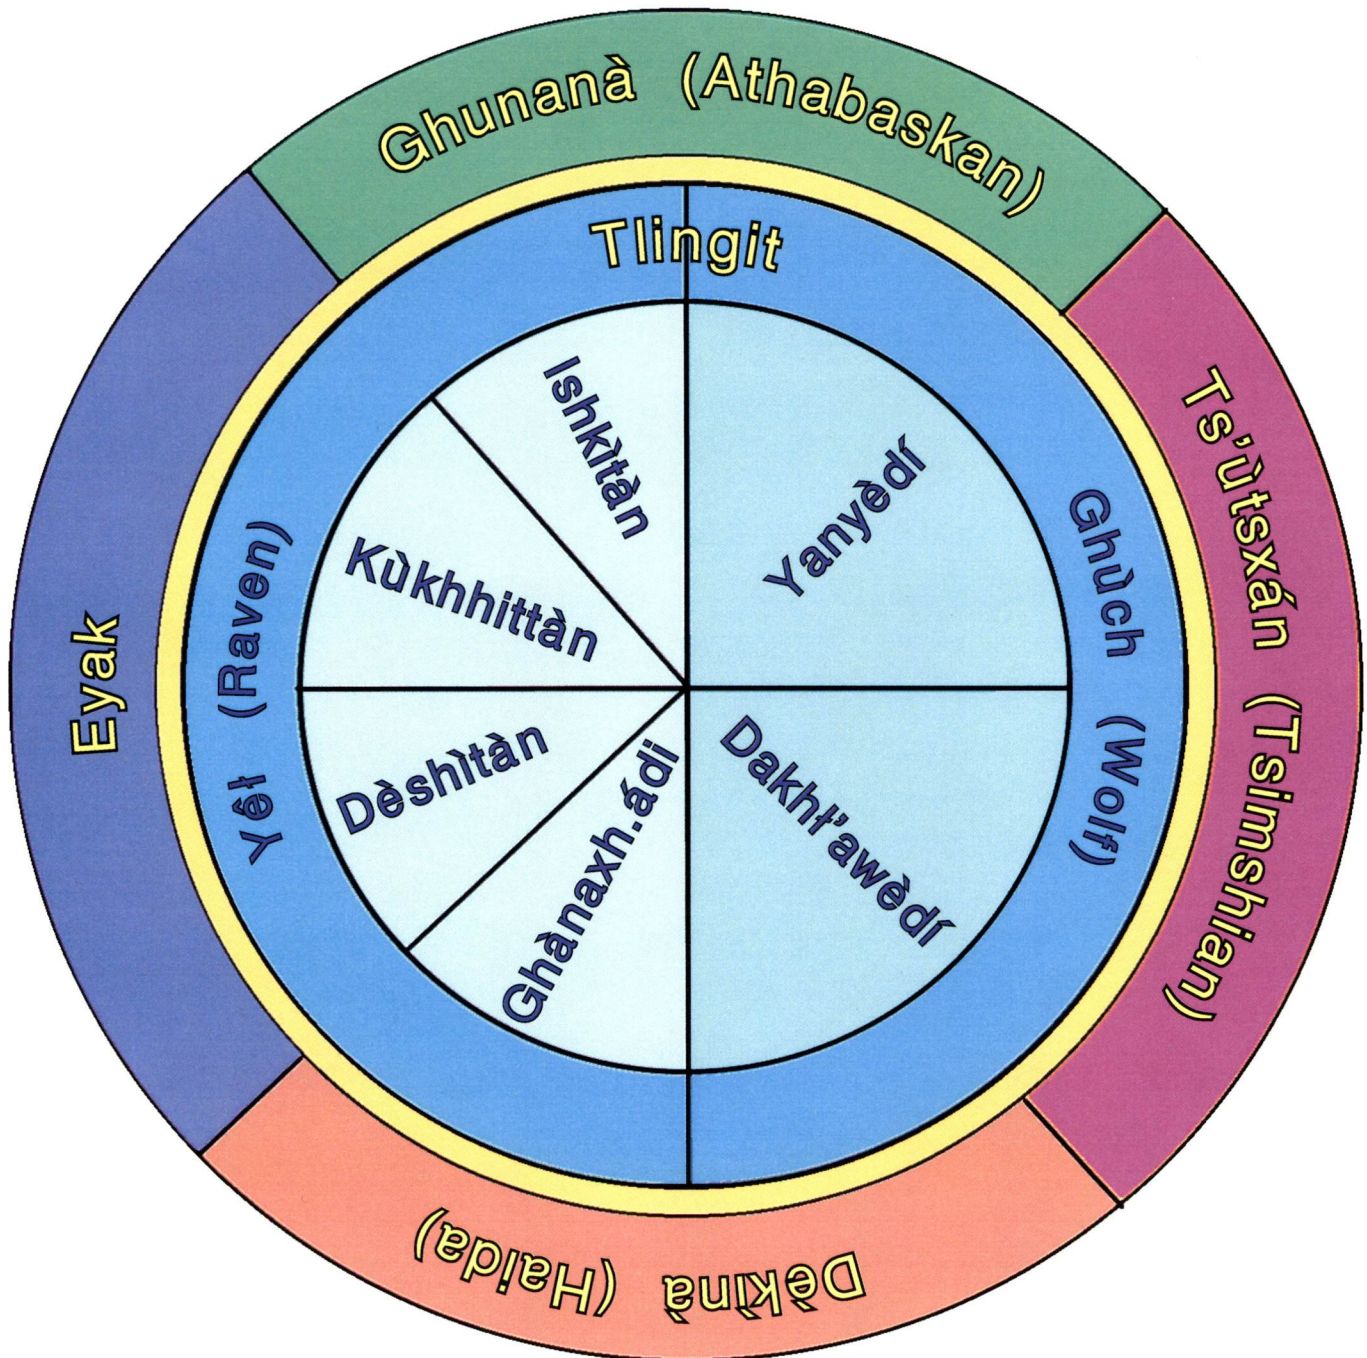 Ghunanà (Athabaskan)
Tlingit
Ts'ùtsxán (Tsimshian)
Dèkìnà (Haida)
Eyak
Yêł (Raven)
Ghùch (Wolf)
Ishkìtàn
Kùkhhittàn
Dèshìtàn
Ghànaxh.ádi
Yanyèdí
Dakhł'awèdí